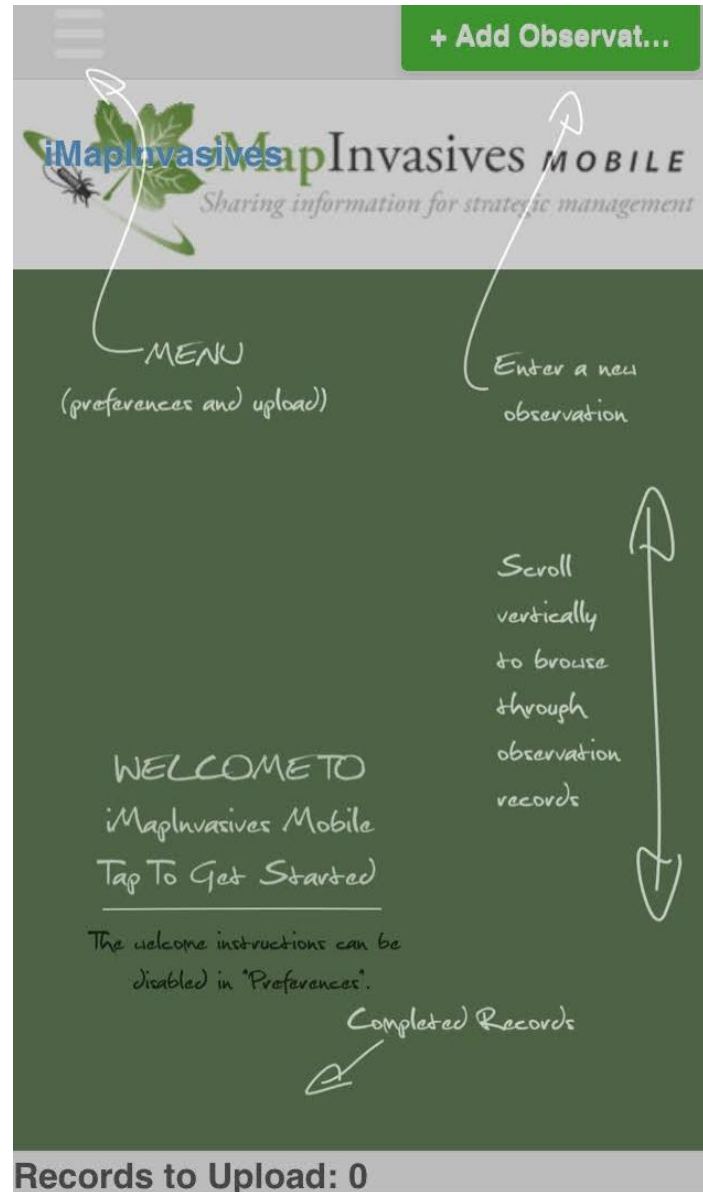 + Add Observat...
iMapInvasives
iMapInvasives MOBILE
Sharing information for strategic management
MENU
(preferences and upload))
Enter a new
observation
Scroll
vertically
to browse
through
observation
records
WELCOME TO
iMapInvasives Mobile
Tap To Get Started
The welcome instructions can be
disabled in "Preferences".
Completed Records
Records to Upload: 0